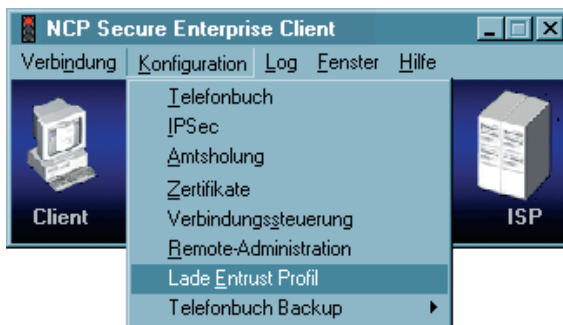 NCP Secure Enterprise Client
Verbindung Konfiguration Log Fenster Hilfe
Telefonbuch
IPSec
Amtsholung
Zertifikate
Verbindungssteuerung
Remote-Administration
Lade Entrust Profil
Telefonbuch Backup
Client
ISP